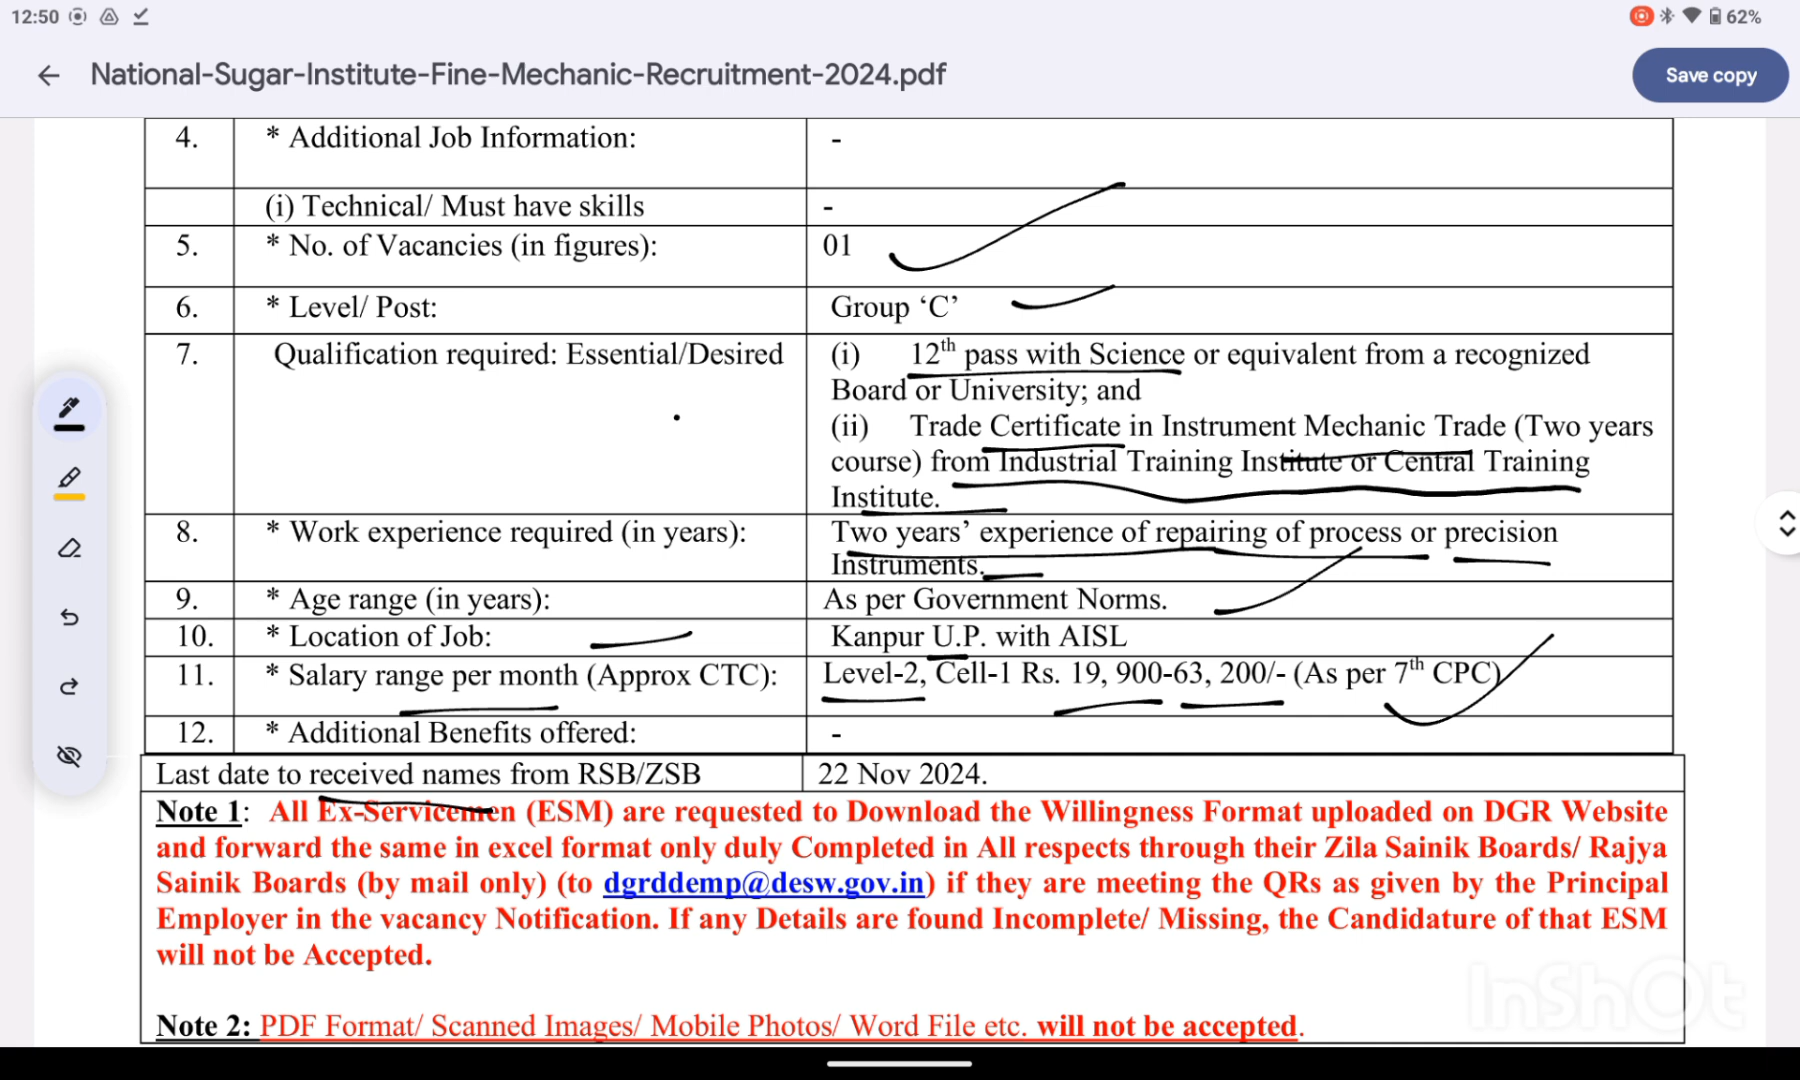 12:50
62%
National-Sugar-Institute-Fine-Mechanic-Recruitment-2024.pdf
Save copy
4. * Additional Job Information: -
(i) Technical/ Must have skills -
5. * No. of Vacancies (in figures): 01
6. * Level/ Post: Group ‘C’
7. Qualification required: Essential/Desired (i) 12th pass with Science or equivalent from a recognized
Board or University; and
(ii) Trade Certificate in Instrument Mechanic Trade (Two years
course) from Industrial Training Institute or Central Training
Institute.
8. * Work experience required (in years): Two years’ experience of repairing of process or precision
Instruments.
9. * Age range (in years): As per Government Norms.
10. * Location of Job: Kanpur U.P. with AISL
11. * Salary range per month (Approx CTC): Level-2, Cell-1 Rs. 19, 900-63, 200/- (As per 7th CPC)
12. * Additional Benefits offered: -
Last date to received names from RSB/ZSB 22 Nov 2024.
Note 1: All Ex-Servicemen (ESM) are requested to Download the Willingness Format uploaded on DGR Website
and forward the same in excel format only duly Completed in All respects through their Zila Sainik Boards/ Rajya
Sainik Boards (by mail only) (to dgrddemp@desw.gov.in) if they are meeting the QRs as given by the Principal
Employer in the vacancy Notification. If any Details are found Incomplete/ Missing, the Candidature of that ESM
will not be Accepted.
Note 2: PDF Format/ Scanned Images/ Mobile Photos/ Word File etc. will not be accepted.
InShOt